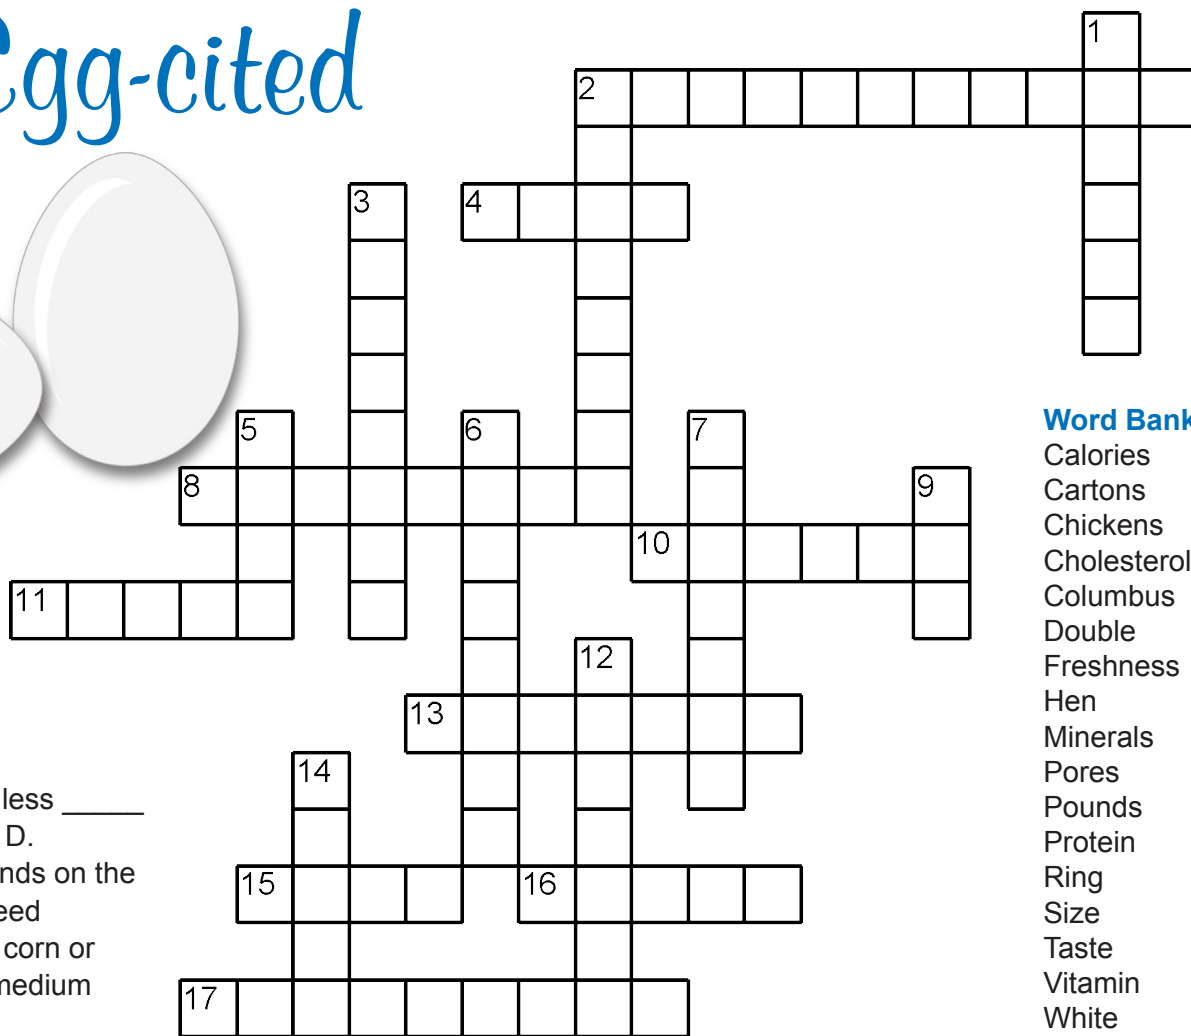 Egg-cited
1
2
3
4
5
6
7
8
9
10
11
12
13
14
15
16
17
less _____
D.
nds on the
eed
corn or
medium
Word Bank
Calories
Cartons
Chickens
Cholesterol
Columbus
Double
Freshness
Hen
Minerals
Pores
Pounds
Protein
Ring
Size
Taste
Vitamin
White